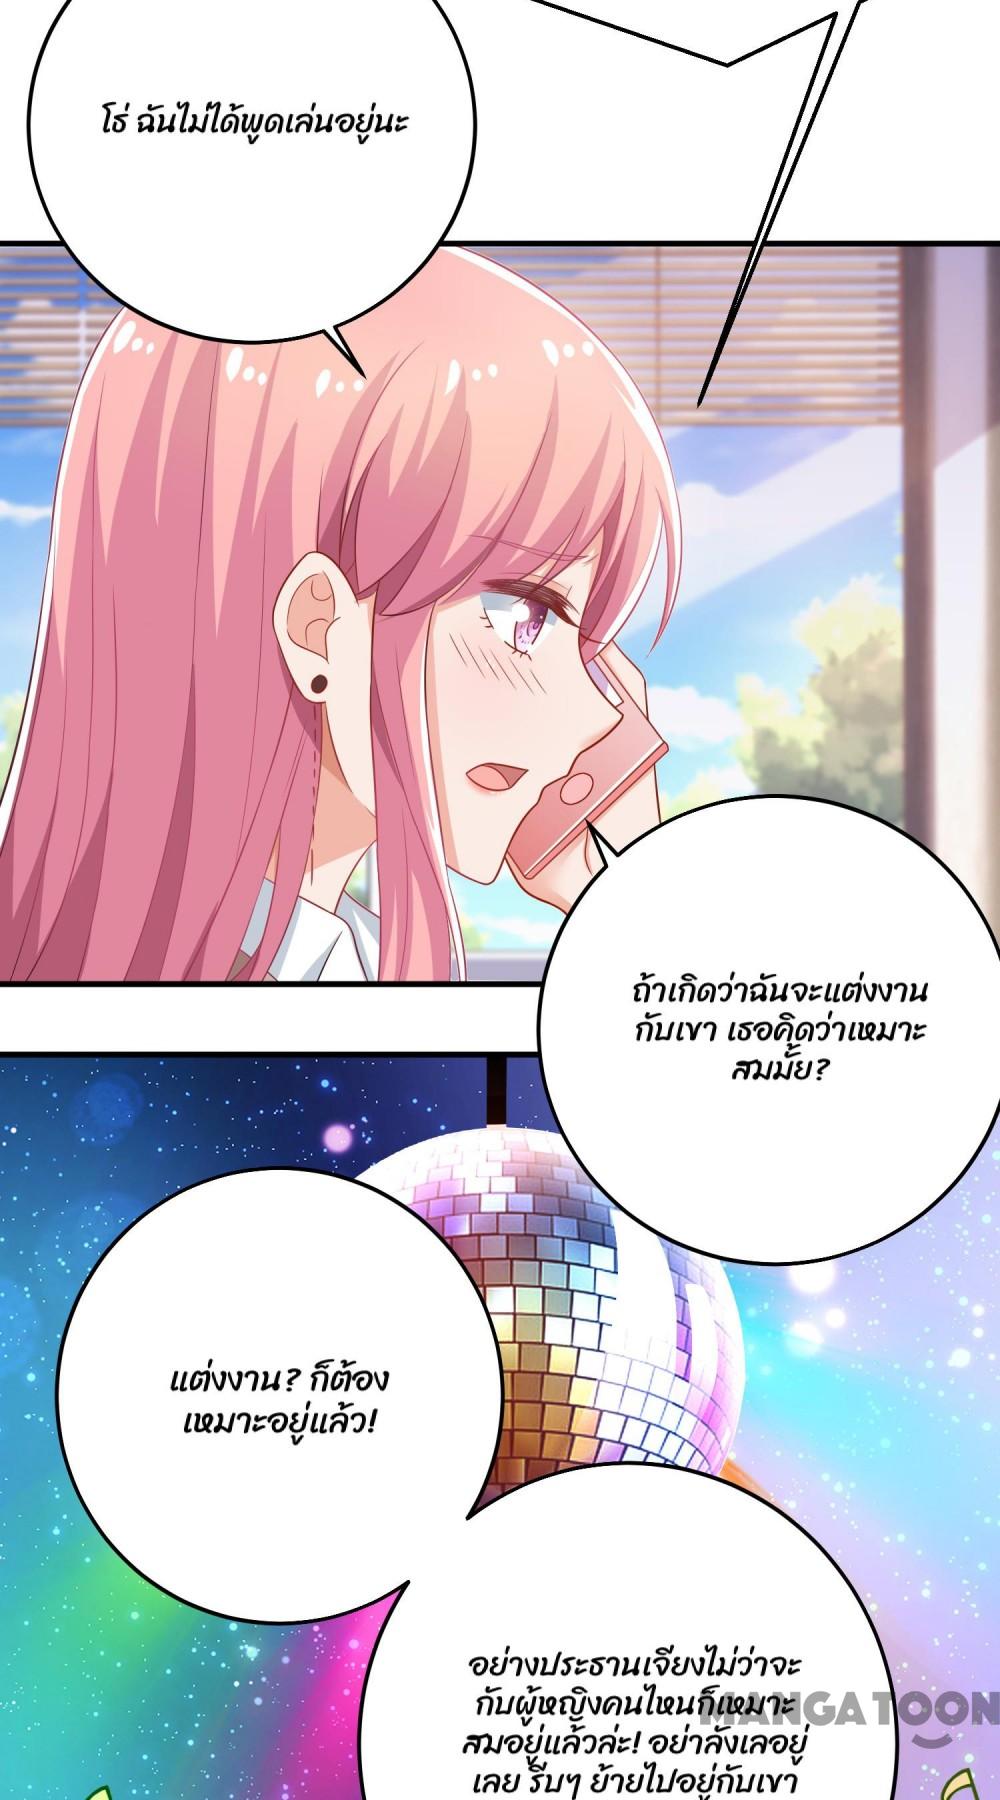 โธ่ ฉันไม่ได้พูดเล่นอยู่นะ
ถ้าเกิดว่าฉันจะแต่งงาน
กับเขา เธอคิดว่าเหมาะ
สมมั้ย?
แต่งงาน? ก็ต้อง
เหมาะอยู่แล้ว!
อย่างประธานเจียงไม่ว่าจะ
กับผู้หญิงคนไหนก็เหมาะ
สมอยู่แล้วล่ะ! อย่าลังเลอยู่
เลย รีบๆ ย้ายไปอยู่กับเขา
MANGATOON